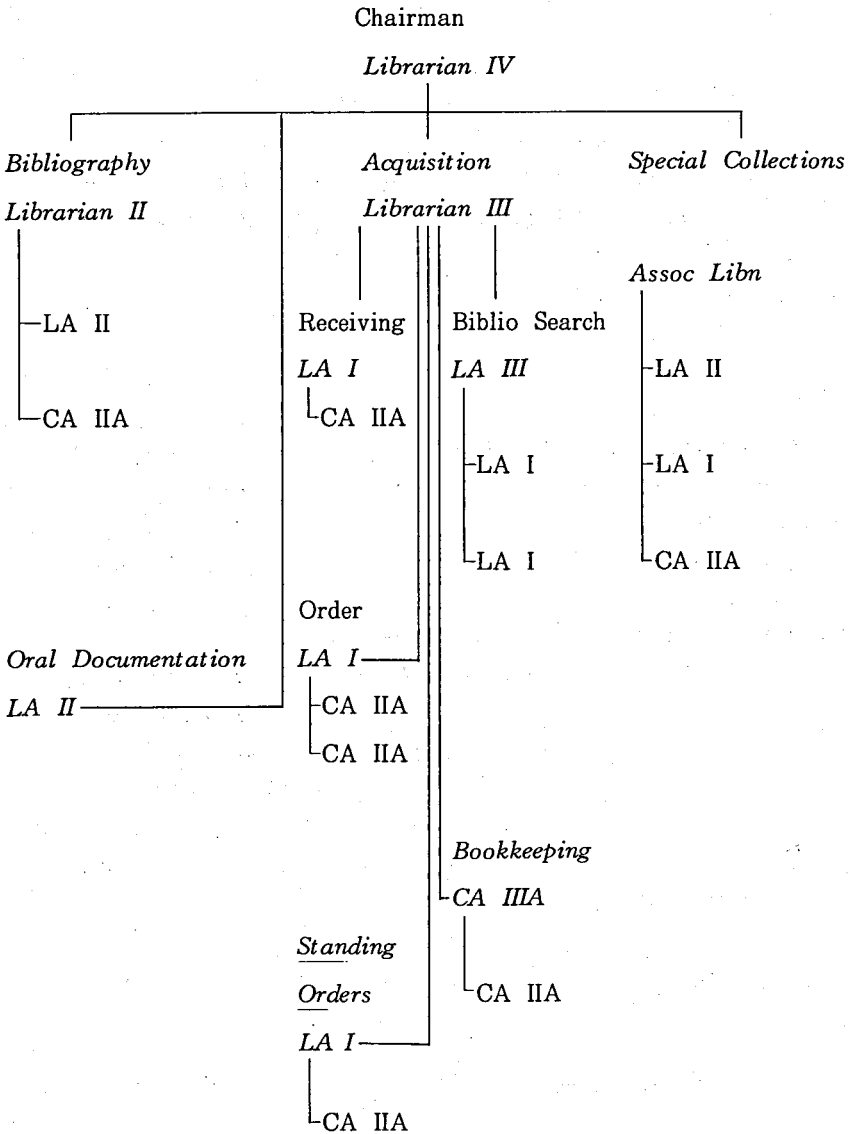 Chairman
Librarian IV
Bibliography
Librarian II
LA II
CA IIA
Oral Documentation
LA II
Acquisition
Librarian III
Receiving
LA I
CA IIA
Biblio Search
LA III
LA I
LA I
Order
LA I
CA IIA
CA IIA
Bookkeeping
CA IIIA
CA IIA
Standing
Orders
LA I
CA IIA
Special Collections
Assoc Libn
LA II
LA I
CA IIA